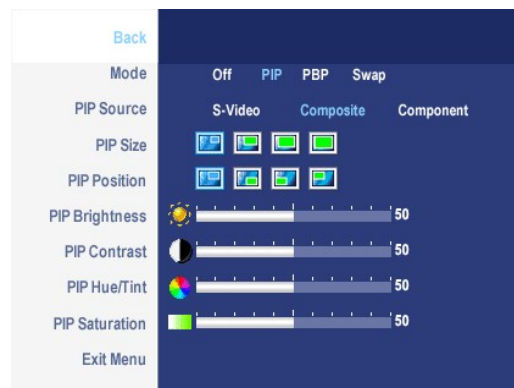 Back
Mode Off PIP PBP Swap
PIP Source S-Video Composite Component
PIP Size
PIP Position
PIP Brightness 50
PIP Contrast 50
PIP Hue/Tint 50
PIP Saturation 50
Exit Menu